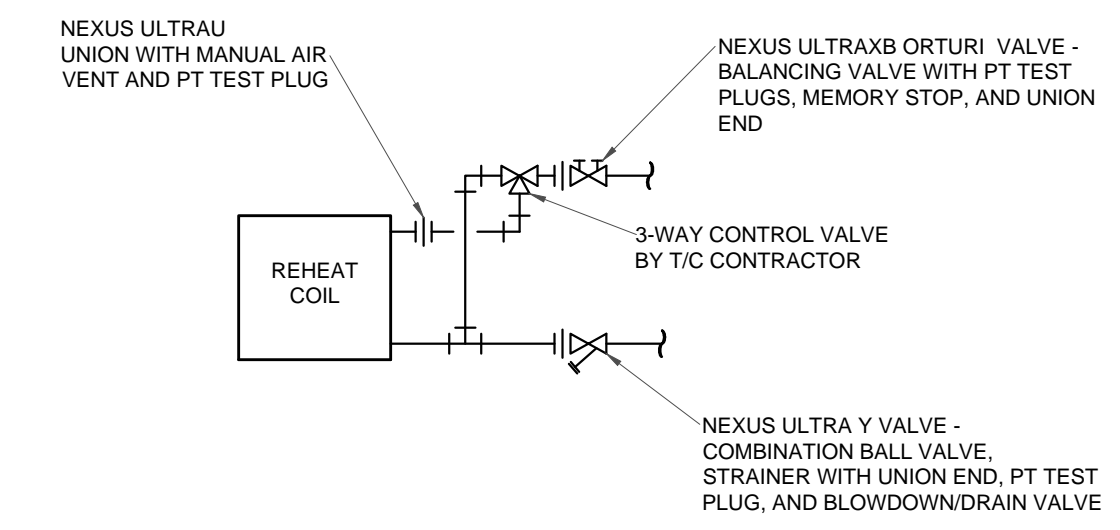 NEXUS ULTRAU
UNION WITH MANUAL AIR
VENT AND PT TEST PLUG
NEXUS ULTRAXB ORTURI VALVE -
BALANCING VALVE WITH PT TEST
PLUGS, MEMORY STOP, AND UNION
END
3-WAY CONTROL VALVE
BY T/C CONTRACTOR
REHEAT
COIL
NEXUS ULTRA Y VALVE -
COMBINATION BALL VALVE,
STRAINER WITH UNION END, PT TEST
PLUG, AND BLOWDOWN/DRAIN VALVE